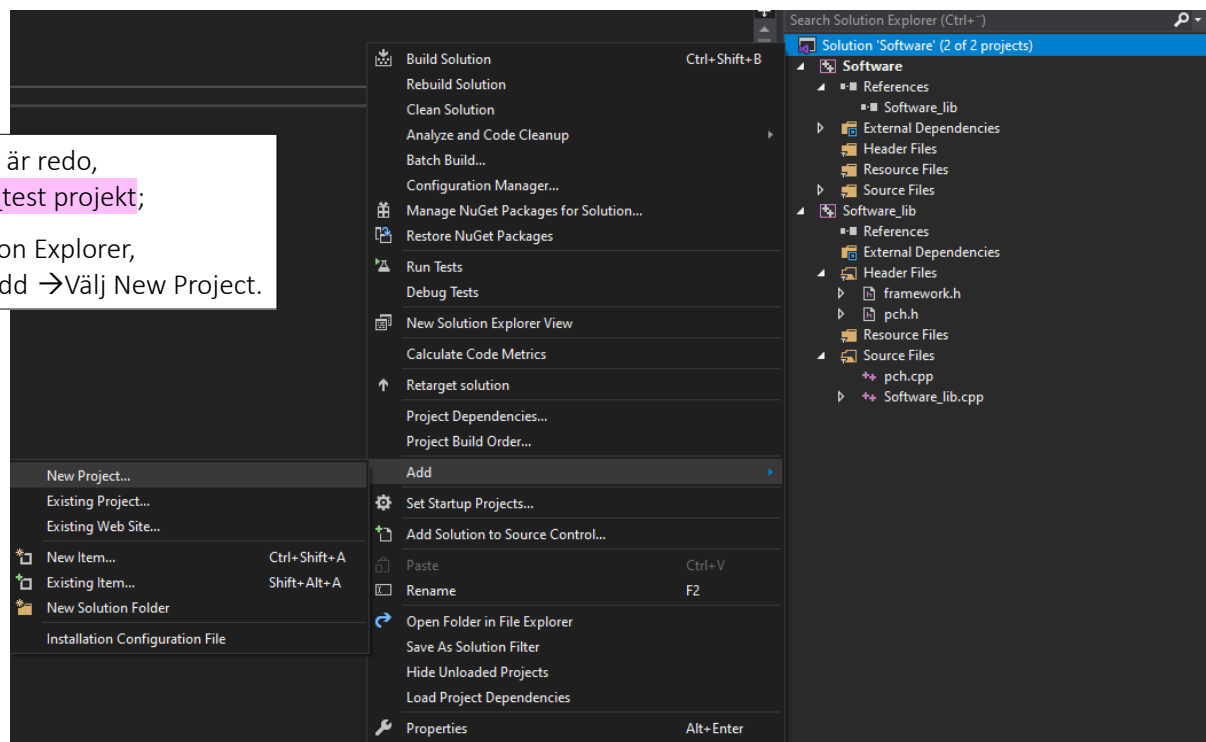 är redo,
_test projekt;
on Explorer,
dd →Välj New Project.
Build Solution Ctrl+Shift+B
Rebuild Solution
Clean Solution
Analyze and Code Cleanup
Batch Build...
Configuration Manager...
Manage NuGet Packages for Solution...
Restore NuGet Packages
Run Tests
Debug Tests
New Solution Explorer View
Calculate Code Metrics
Retarget solution
Project Dependencies...
Project Build Order...
Add
Set Startup Projects...
Add Solution to Source Control...
Paste Ctrl+V
Rename F2
Open Folder in File Explorer
Save As Solution Filter
Hide Unloaded Projects
Load Project Dependencies
Properties Alt+Enter
New Project...
Existing Project...
Existing Web Site...
New Item... Ctrl+Shift+A
Existing Item... Shift+Alt+A
New Solution Folder
Installation Configuration File
Search Solution Explorer (Ctrl+¨)
Solution 'Software' (2 of 2 projects)
Software
References
Software_lib
External Dependencies
Header Files
Resource Files
Source Files
Software_lib
References
External Dependencies
Header Files
framework.h
pch.h
Resource Files
Source Files
pch.cpp
Software_lib.cpp